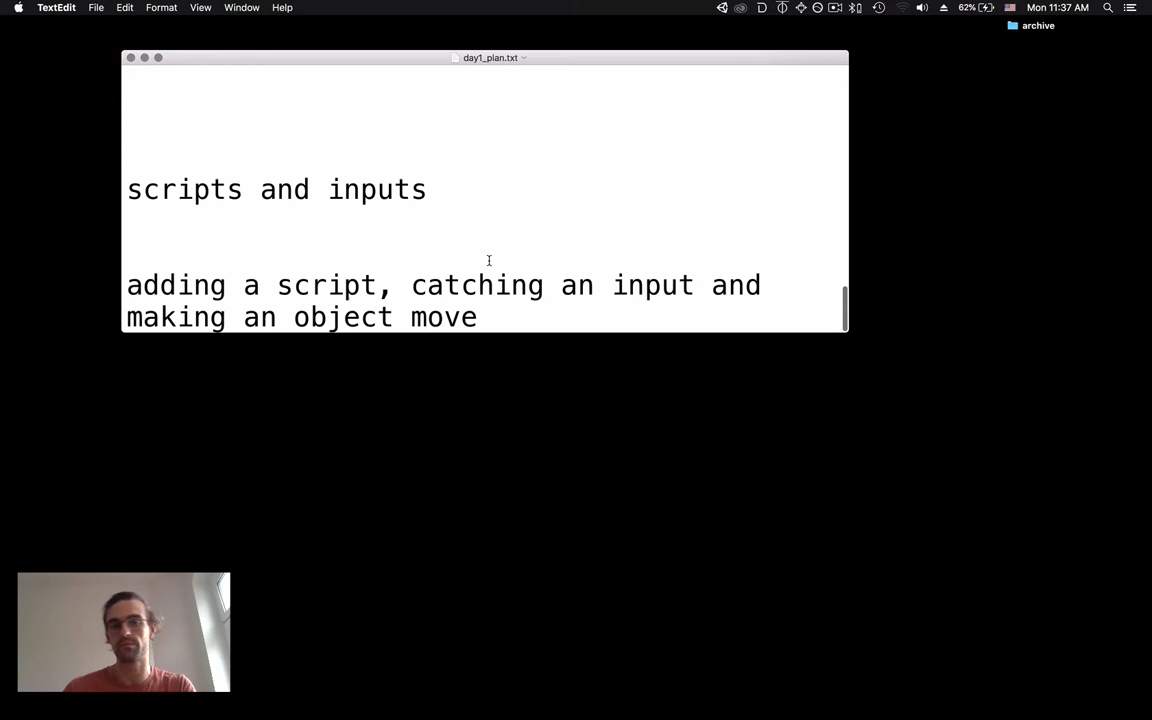 TextEdit File Edit Format View Window Help 62% Mon 11:37 AM
archive
day1_plan.txt
scripts and inputs
adding a script, catching an input and
making an object move